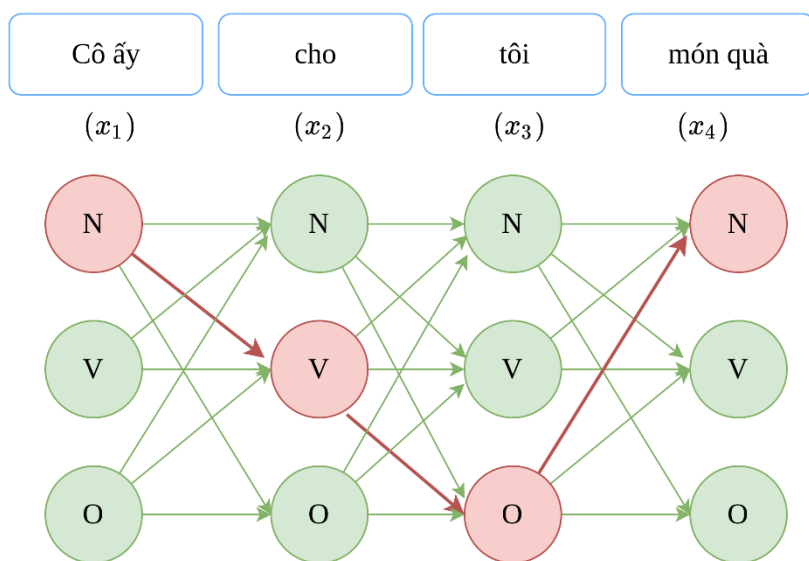 Cô ấy cho tôi món quà
(x₁) (x₂) (x₃) (x₄)
N N N N
V V V V
O O O O